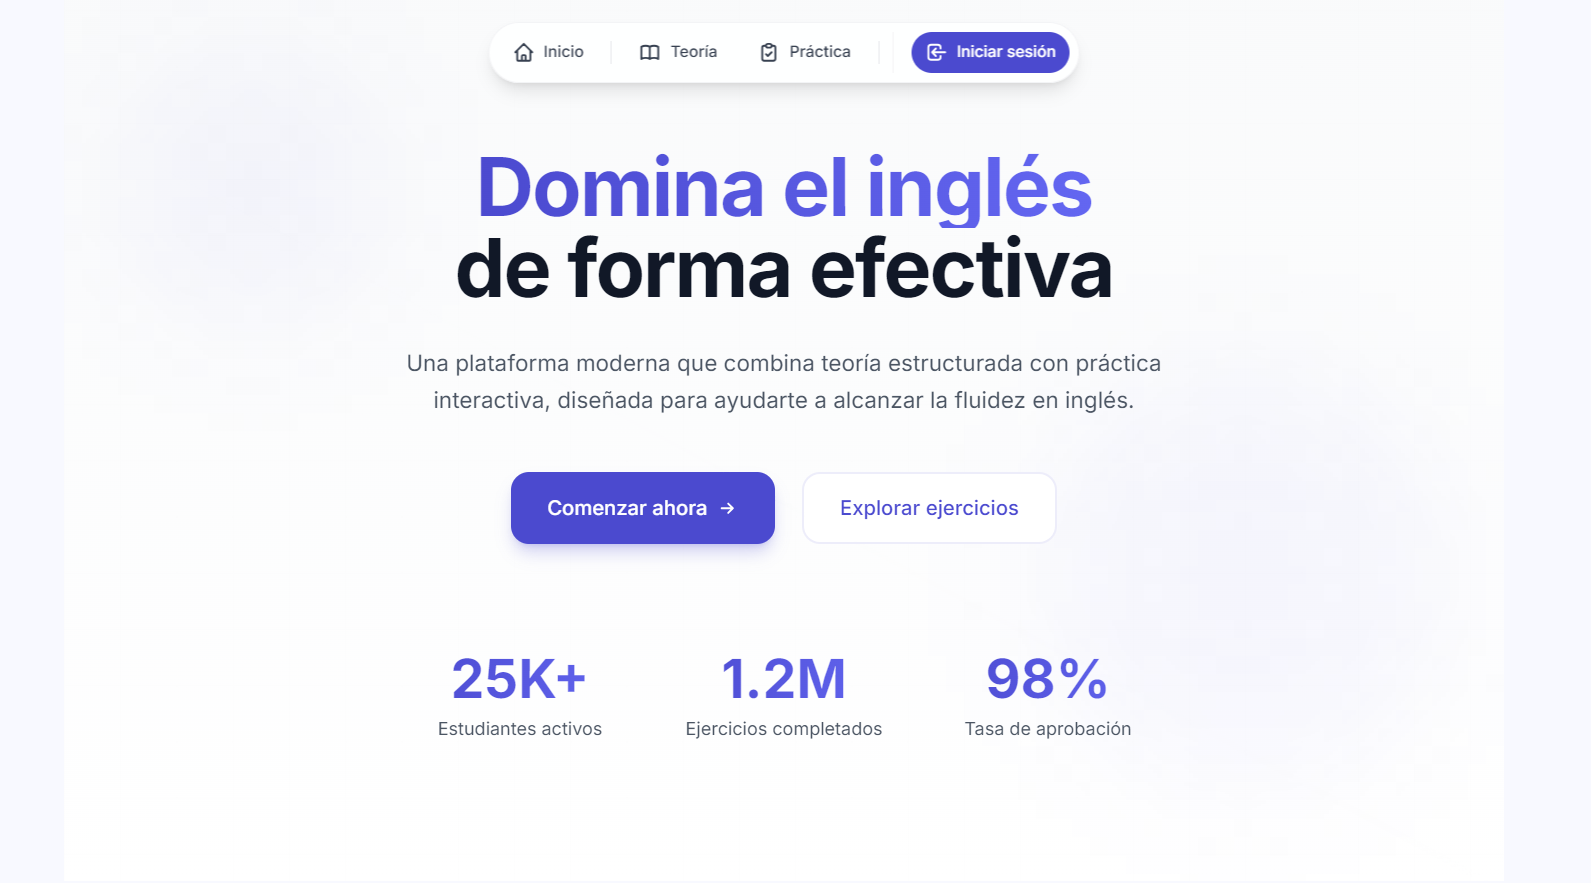 Inicio
Teoría
Práctica
Iniciar sesión
Domina el inglés
de forma efectiva
Una plataforma moderna que combina teoría estructurada con práctica
interactiva, diseñada para ayudarte a alcanzar la fluidez en inglés.
Comenzar ahora →
Explorar ejercicios
25K+
Estudiantes activos
1.2M
Ejercicios completados
98%
Tasa de aprobación